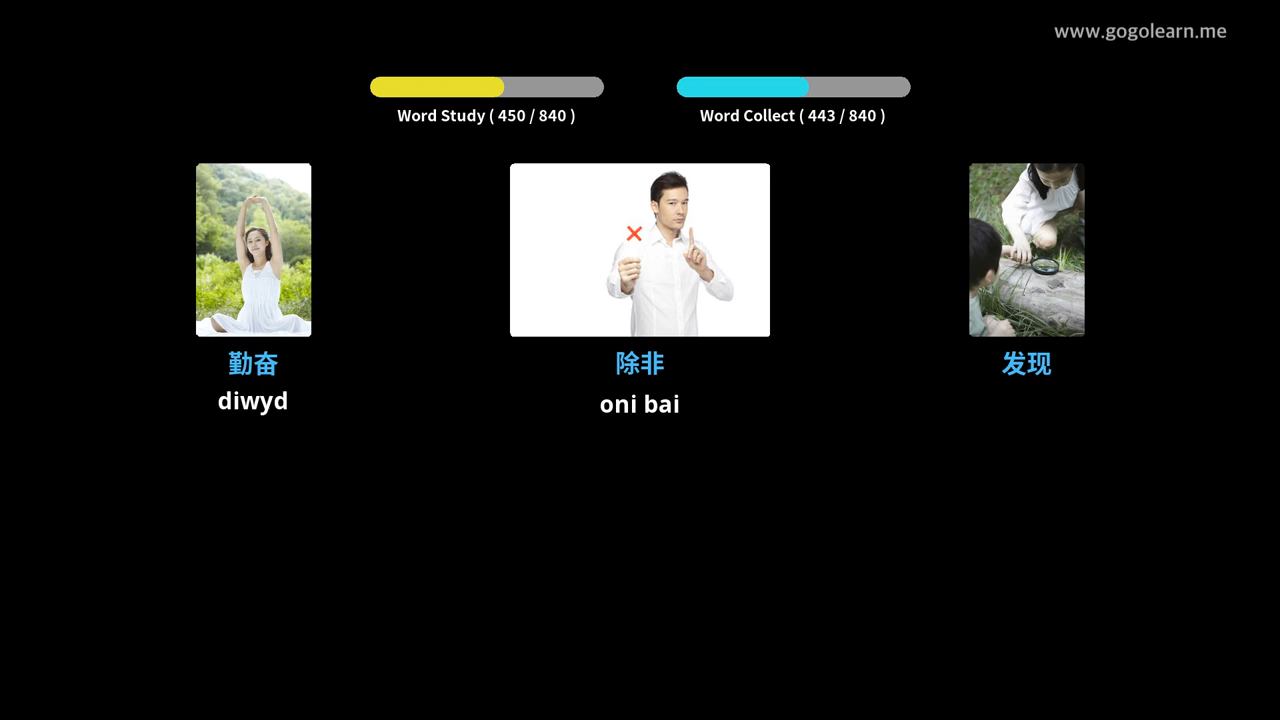 www.gogolearn.me
Word Study ( 450 / 840 )
Word Collect ( 443 / 840 )
勤奋
除非
发现
diwyd
oni bai